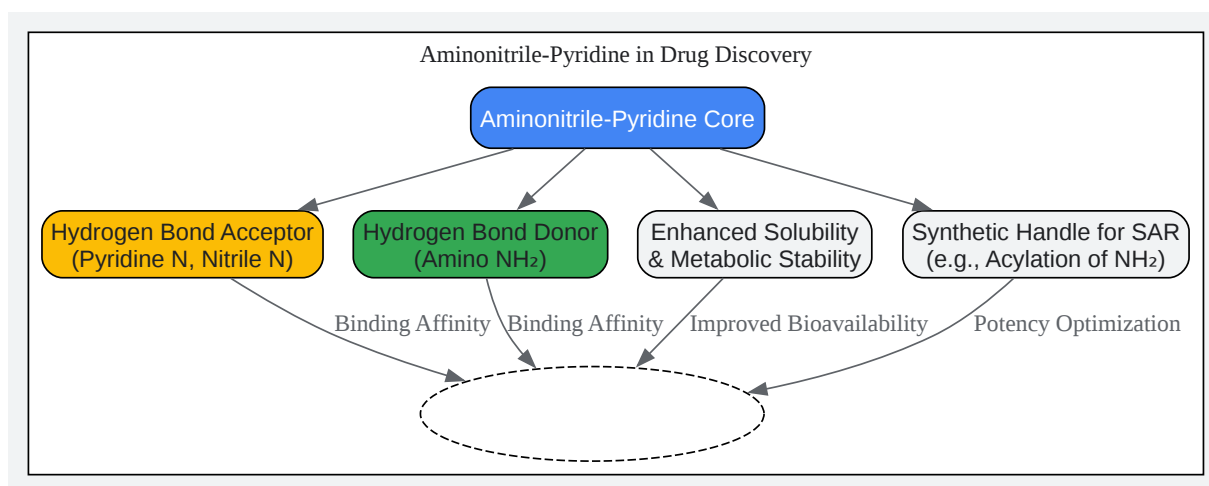 Aminonitrile-Pyridine in Drug Discovery
Aminonitrile-Pyridine Core
Hydrogen Bond Acceptor
(Pyridine N, Nitrile N)
Hydrogen Bond Donor
(Amino NH₂)
Enhanced Solubility
& Metabolic Stability
Synthetic Handle for SAR
(e.g., Acylation of NH₂)
Binding Affinity
Binding Affinity
Improved Bioavailability
Potency Optimization